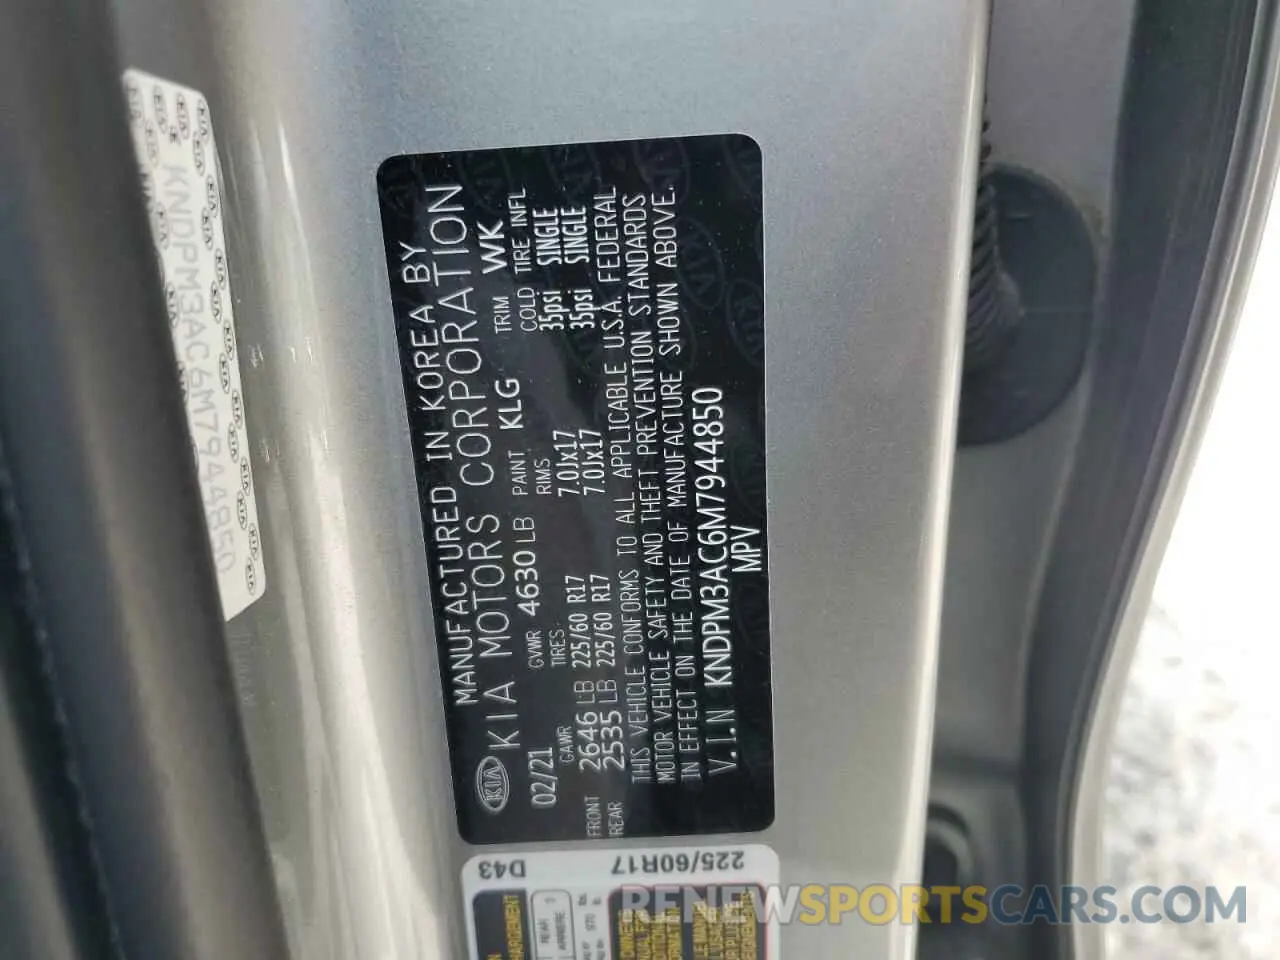 KNDPM3AC6M7944850
MANUFACTURED IN KOREA BY
KIA KIA MOTORS CORPORATION
02/21 GVWR 4630 LB PAINT KLG TRIM WK
GAWR TIRES RIMS COLD TIRE INFL
FRONT 2646 LB 225/60 R17 7.0Jx17 35psi SINGLE
REAR 2535 LB 225/60 R17 7.0Jx17 35psi SINGLE
THIS VEHICLE CONFORMS TO ALL APPLICABLE U.S.A. FEDERAL
MOTOR VEHICLE SAFETY AND THEFT PREVENTION STANDARDS
IN EFFECT ON THE DATE OF MANUFACTURE SHOWN ABOVE.
V.I.N KNDPM3AC6M7944850
MPV
D43
225/60R17
RENEWSPORTSCARS.COM